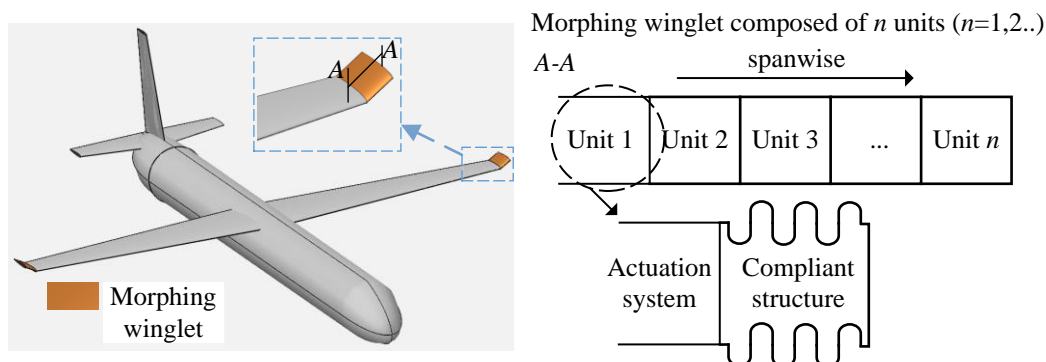 Morphing winglet composed of n units (n=1,2..)
A-A
spanwise
A
A
Unit 1
Unit 2
Unit 3
...
Unit n
Actuation
system
Compliant
structure
Morphing
winglet